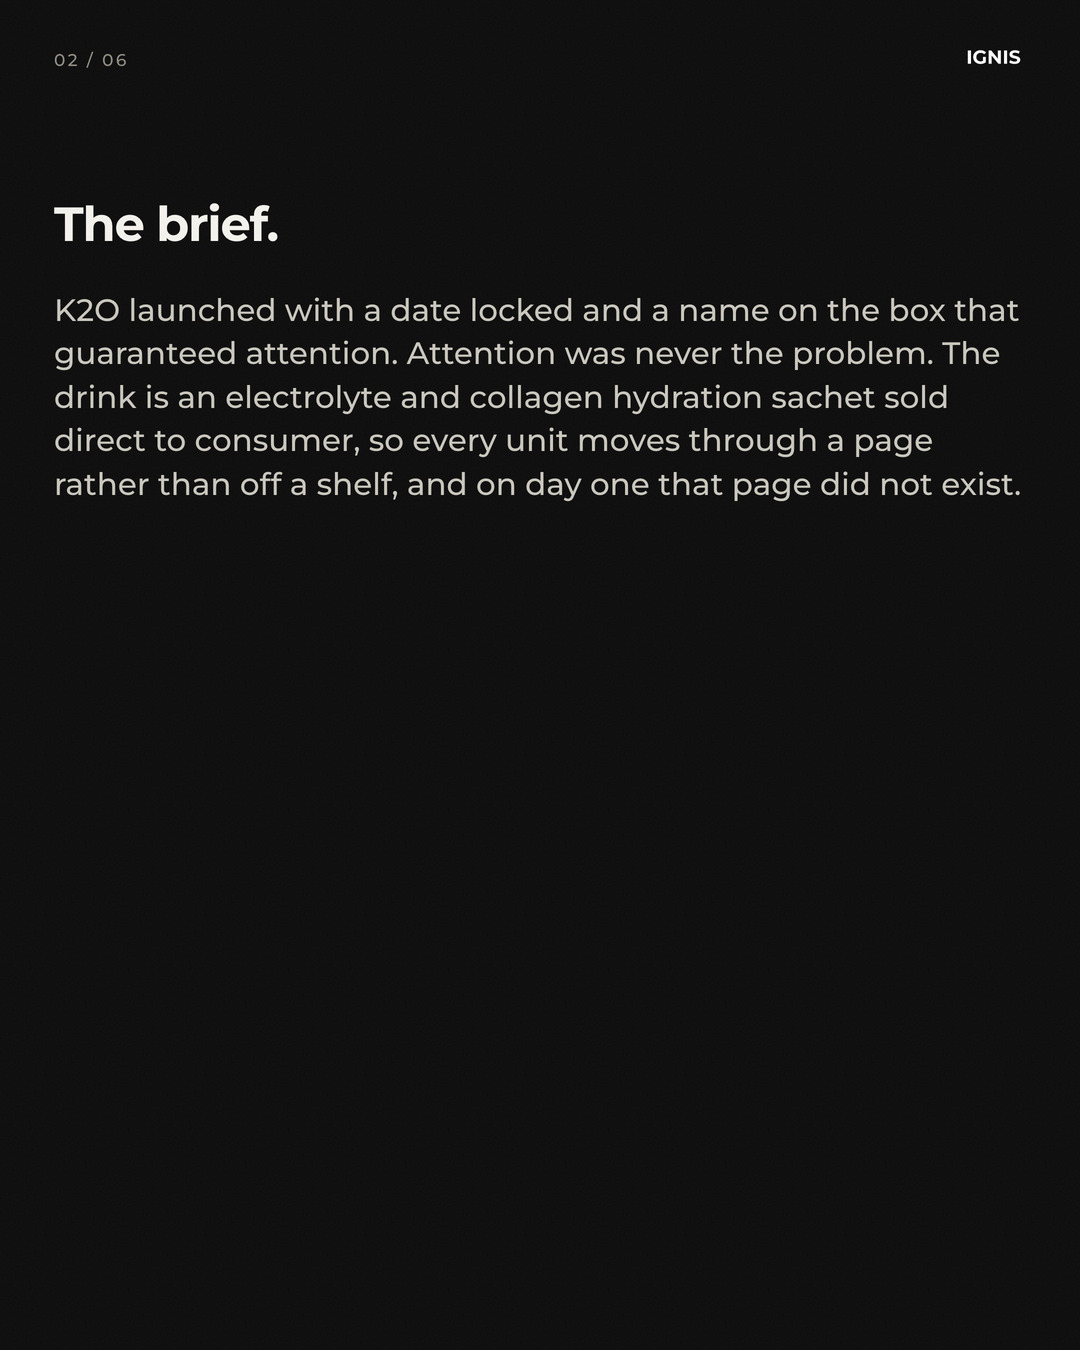 02 / 06
IGNIS
The brief.
K2O launched with a date locked and a name on the box that
guaranteed attention. Attention was never the problem. The
drink is an electrolyte and collagen hydration sachet sold
direct to consumer, so every unit moves through a page
rather than off a shelf, and on day one that page did not exist.